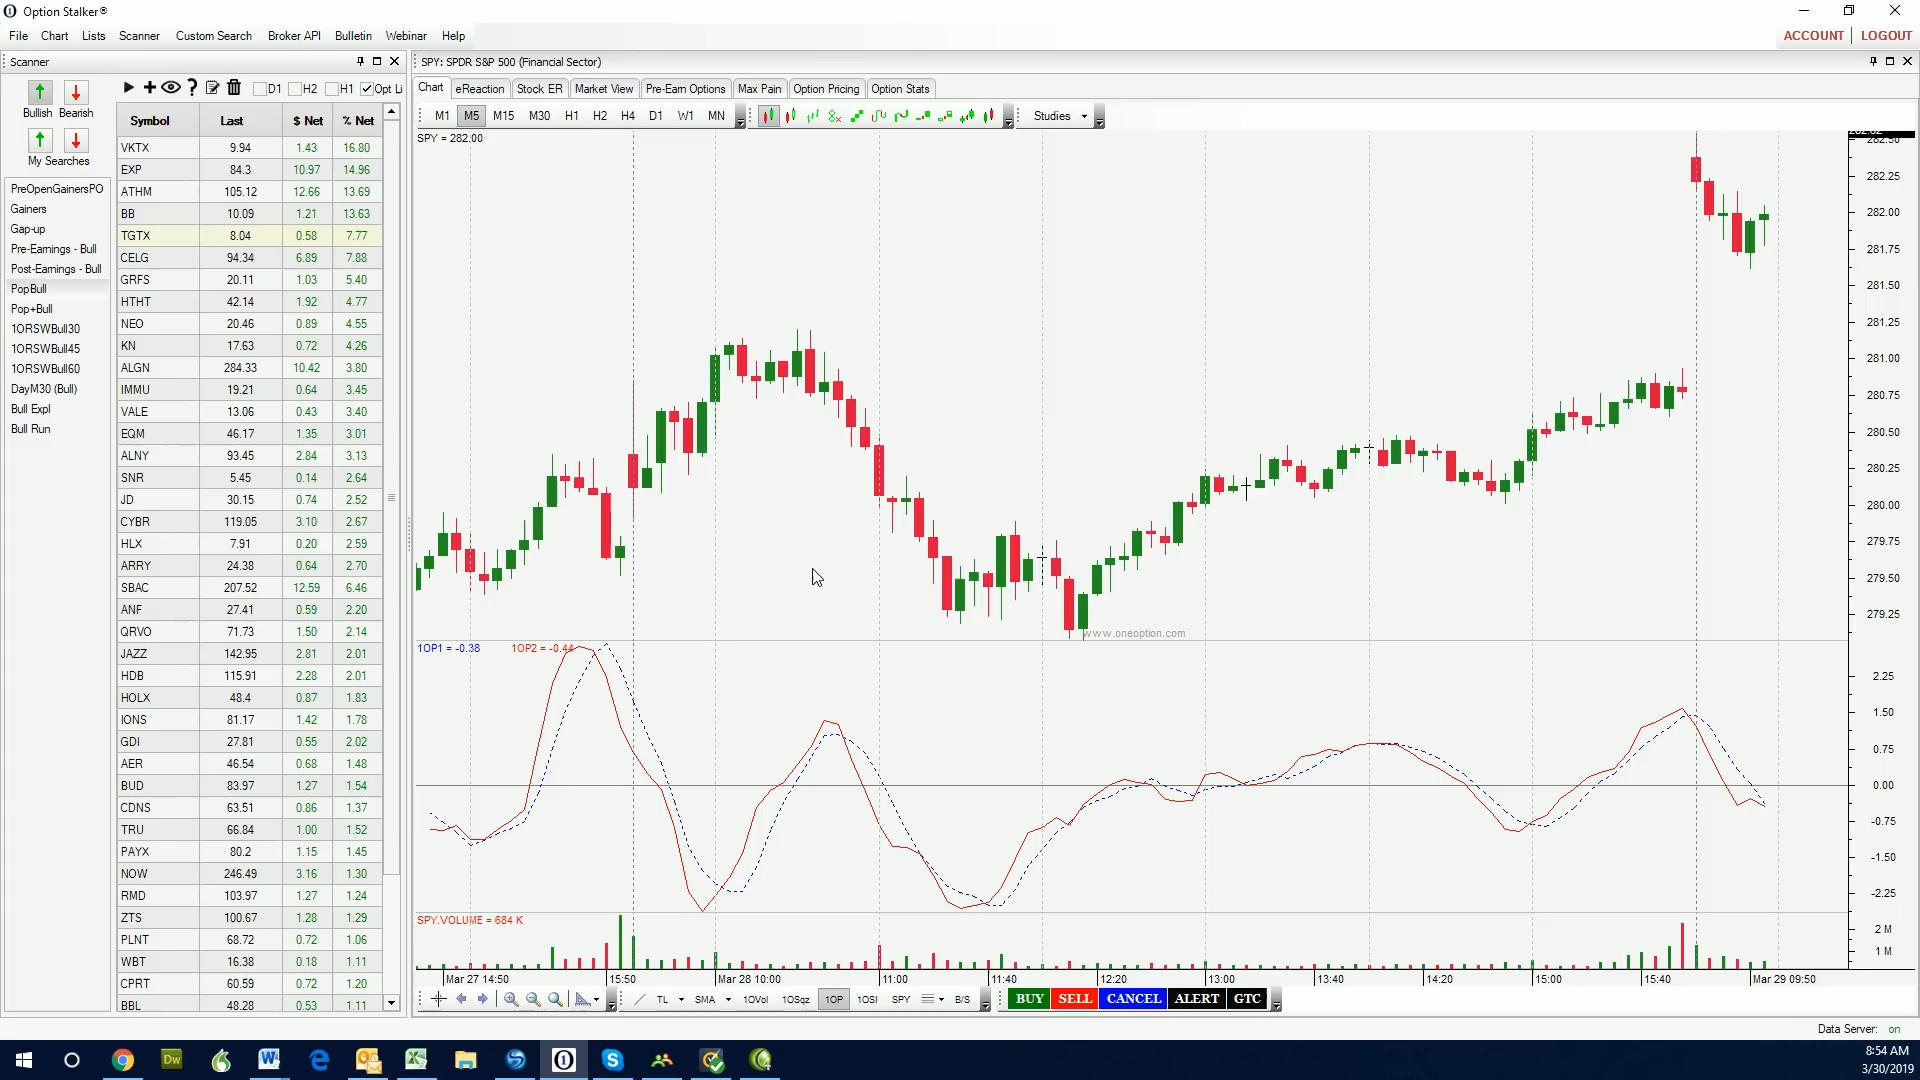 Option Stalker®
File Chart Lists Scanner Custom Search Broker API Bulletin Webinar Help
ACCOUNT LOGOUT
Scanner
SPY: SPDR S&P 500 (Financial Sector)
Bullish Bearish
My Searches
PreOpenGainersPO
Gainers
Gap-up
Pre-Earnings - Bull
Post-Earnings - Bull
PopBull
Pop+Bull
1ORSWBull30
1ORSWBull45
1ORSWBull60
DayM30 (Bull)
Bull Expl
Bull Run
D1 H2 H1 Opt Li
Symbol Last $ Net % Net
VKTX 9.94 1.43 16.80
EXP 84.3 10.97 14.96
ATHM 105.12 12.66 13.69
BB 10.09 1.21 13.63
TGTX 8.04 0.58 7.77
CELG 94.34 6.89 7.88
GRFS 20.11 1.03 5.40
HTHT 42.14 1.92 4.77
NEO 20.46 0.89 4.55
KN 17.63 0.72 4.26
ALGN 284.33 10.42 3.80
IMMU 19.21 0.64 3.45
VALE 13.06 0.43 3.40
EQM 46.17 1.35 3.01
ALNY 93.45 2.84 3.13
SNR 5.45 0.14 2.64
JD 30.15 0.74 2.52
CYBR 119.05 3.10 2.67
HLX 7.91 0.20 2.59
ARRY 24.38 0.64 2.70
SBAC 207.52 12.59 6.46
ANF 27.41 0.59 2.20
QRVO 71.73 1.50 2.14
JAZZ 142.95 2.81 2.01
HDB 115.91 2.28 2.01
HOLX 48.4 0.87 1.83
IONS 81.17 1.42 1.78
GDI 27.81 0.55 2.02
AER 46.54 0.68 1.48
BUD 83.97 1.27 1.54
CDNS 63.51 0.86 1.37
TRU 66.84 1.00 1.52
PAYX 80.2 1.15 1.45
NOW 246.49 3.16 1.30
RMD 103.97 1.27 1.24
ZTS 100.67 1.28 1.29
PLNT 68.72 0.72 1.06
WBT 16.38 0.18 1.11
CPRT 60.59 0.72 1.20
BBL 48.28 0.53 1.11
Chart eReaction Stock ER Market View Pre-Earn Options Max Pain Option Pricing Option Stats
M1 M5 M15 M30 H1 H2 H4 D1 W1 MN Studies
SPY = 282.00
282.50
282.25
282.00
281.75
281.50
281.25
281.00
280.75
280.50
280.25
280.00
279.75
279.50
279.25
www.oneoption.com
1OP1 = -0.38 1OP2 = -0.44
2.25
1.50
0.75
0.00
-0.75
-1.50
-2.25
SPY.VOLUME = 684 K
2 M
1 M
Mar 27 14:50 15:50 Mar 28 10:00 11:00 11:40 12:20 13:00 13:40 14:20 15:00 15:40 Mar 29 09:50
TL SMA 1OVol 1OSqz 1OP 1OSI SPY B/S BUY SELL CANCEL ALERT GTC
Data Server: on
8:54 AM
3/30/2019